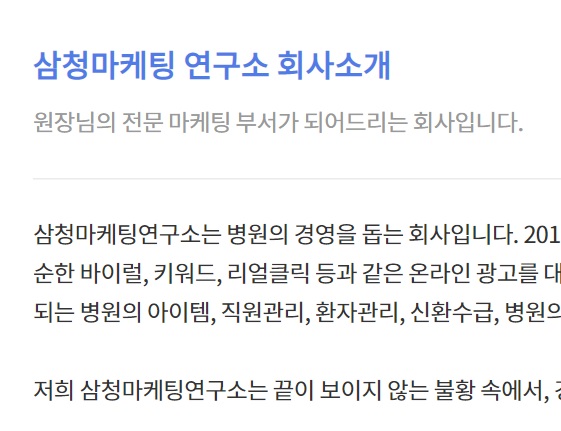 삼청마케팅 연구소 회사소개
원장님의 전문 마케팅 부서가 되어드리는 회사입니다.
삼청마케팅연구소는 병원의 경영을 돕는 회사입니다. 201
순한 바이럴, 키워드, 리얼클릭 등과 같은 온라인 광고를 대
되는 병원의 아이템, 직원관리, 환자관리, 신환수급, 병원의
저희 삼청마케팅연구소는 끝이 보이지 않는 불황 속에서,